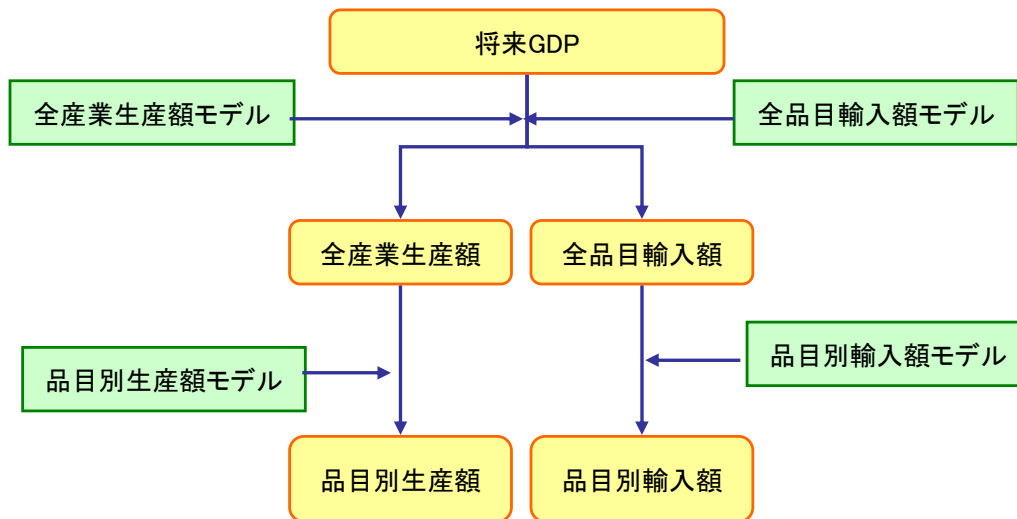 将来GDP
全産業生産額モデル
全品目輸入額モデル
全産業生産額
全品目輸入額
品目別生産額モデル
品目別輸入額モデル
品目別生産額
品目別輸入額